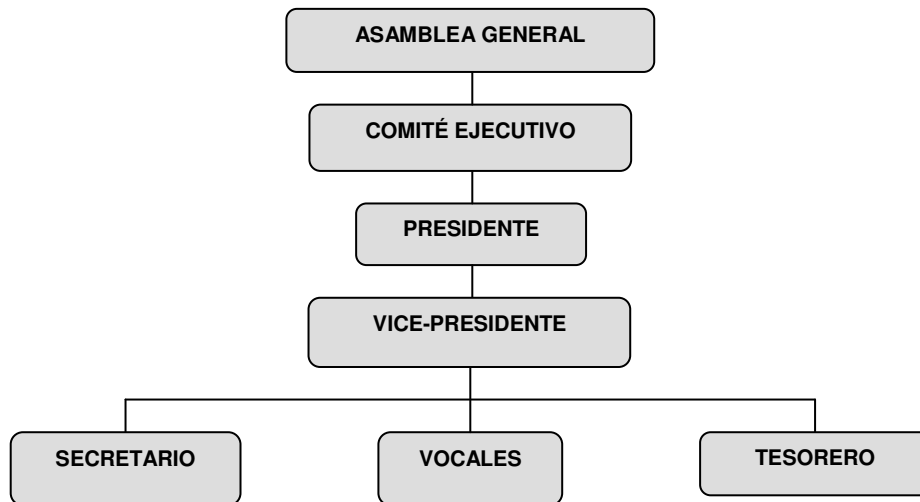 ASAMBLEA GENERAL
COMITÉ EJECUTIVO
PRESIDENTE
VICE-PRESIDENTE
SECRETARIO
VOCALES
TESORERO